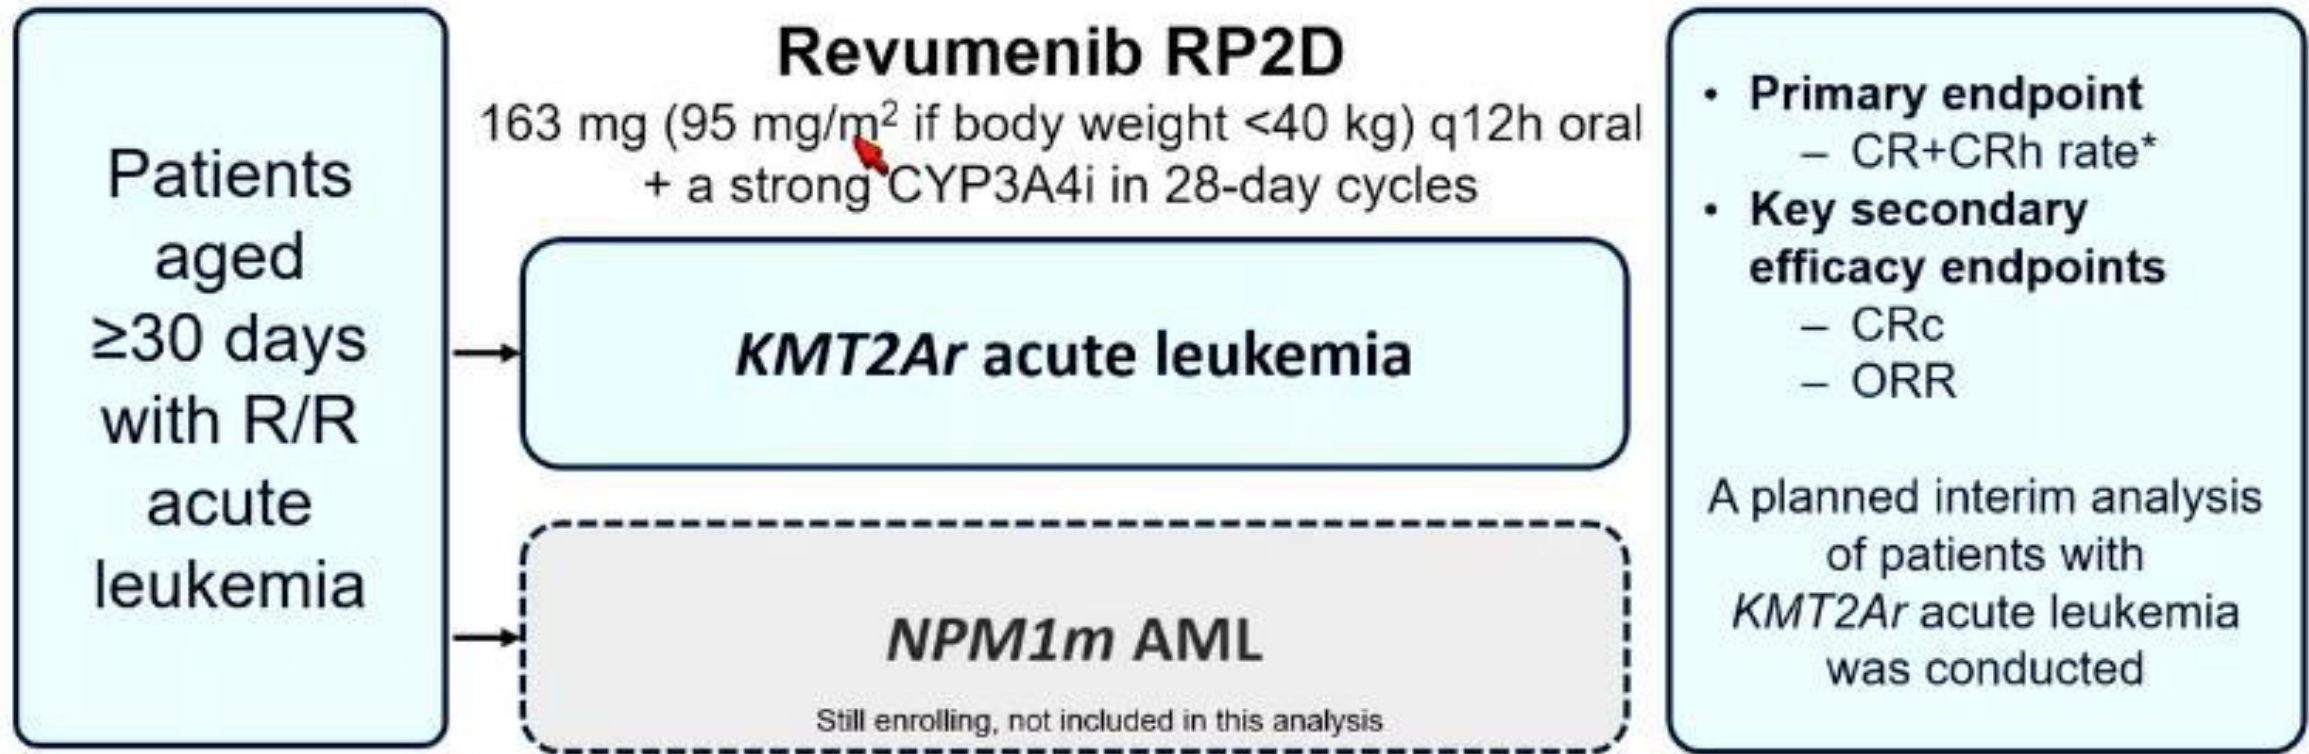 Patients
aged
≥30 days
with R/R
acute
leukemia
Revumenib RP2D
163 mg (95 mg/m² if body weight <40 kg) q12h oral
+ a strong CYP3A4i in 28-day cycles
KMT2Ar acute leukemia
NPM1m AML
Still enrolling, not included in this analysis
• Primary endpoint
– CR+CRh rate*
• Key secondary
efficacy endpoints
– CRc
– ORR
A planned interim analysis
of patients with
KMT2Ar acute leukemia
was conducted